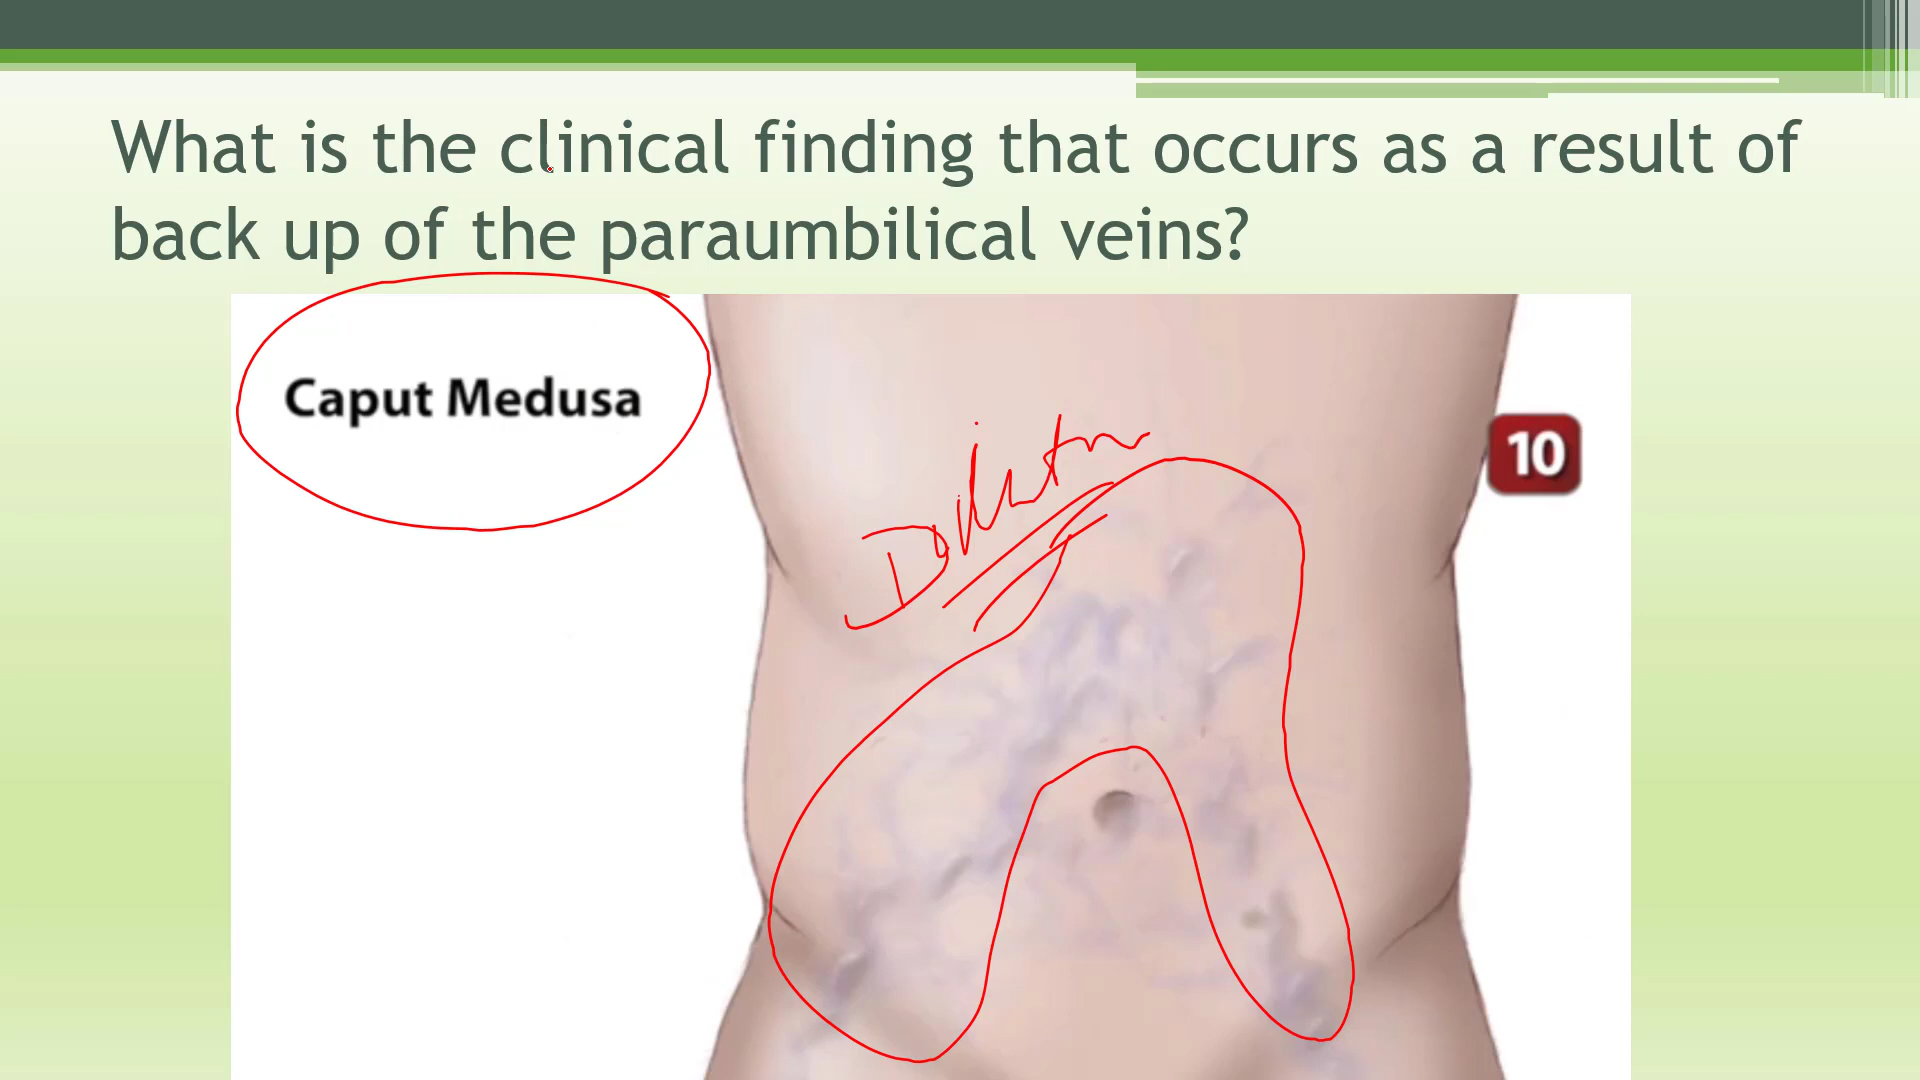 What is the clinical finding that occurs as a result of
back up of the paraumbilical veins?
Caput Medusa
10